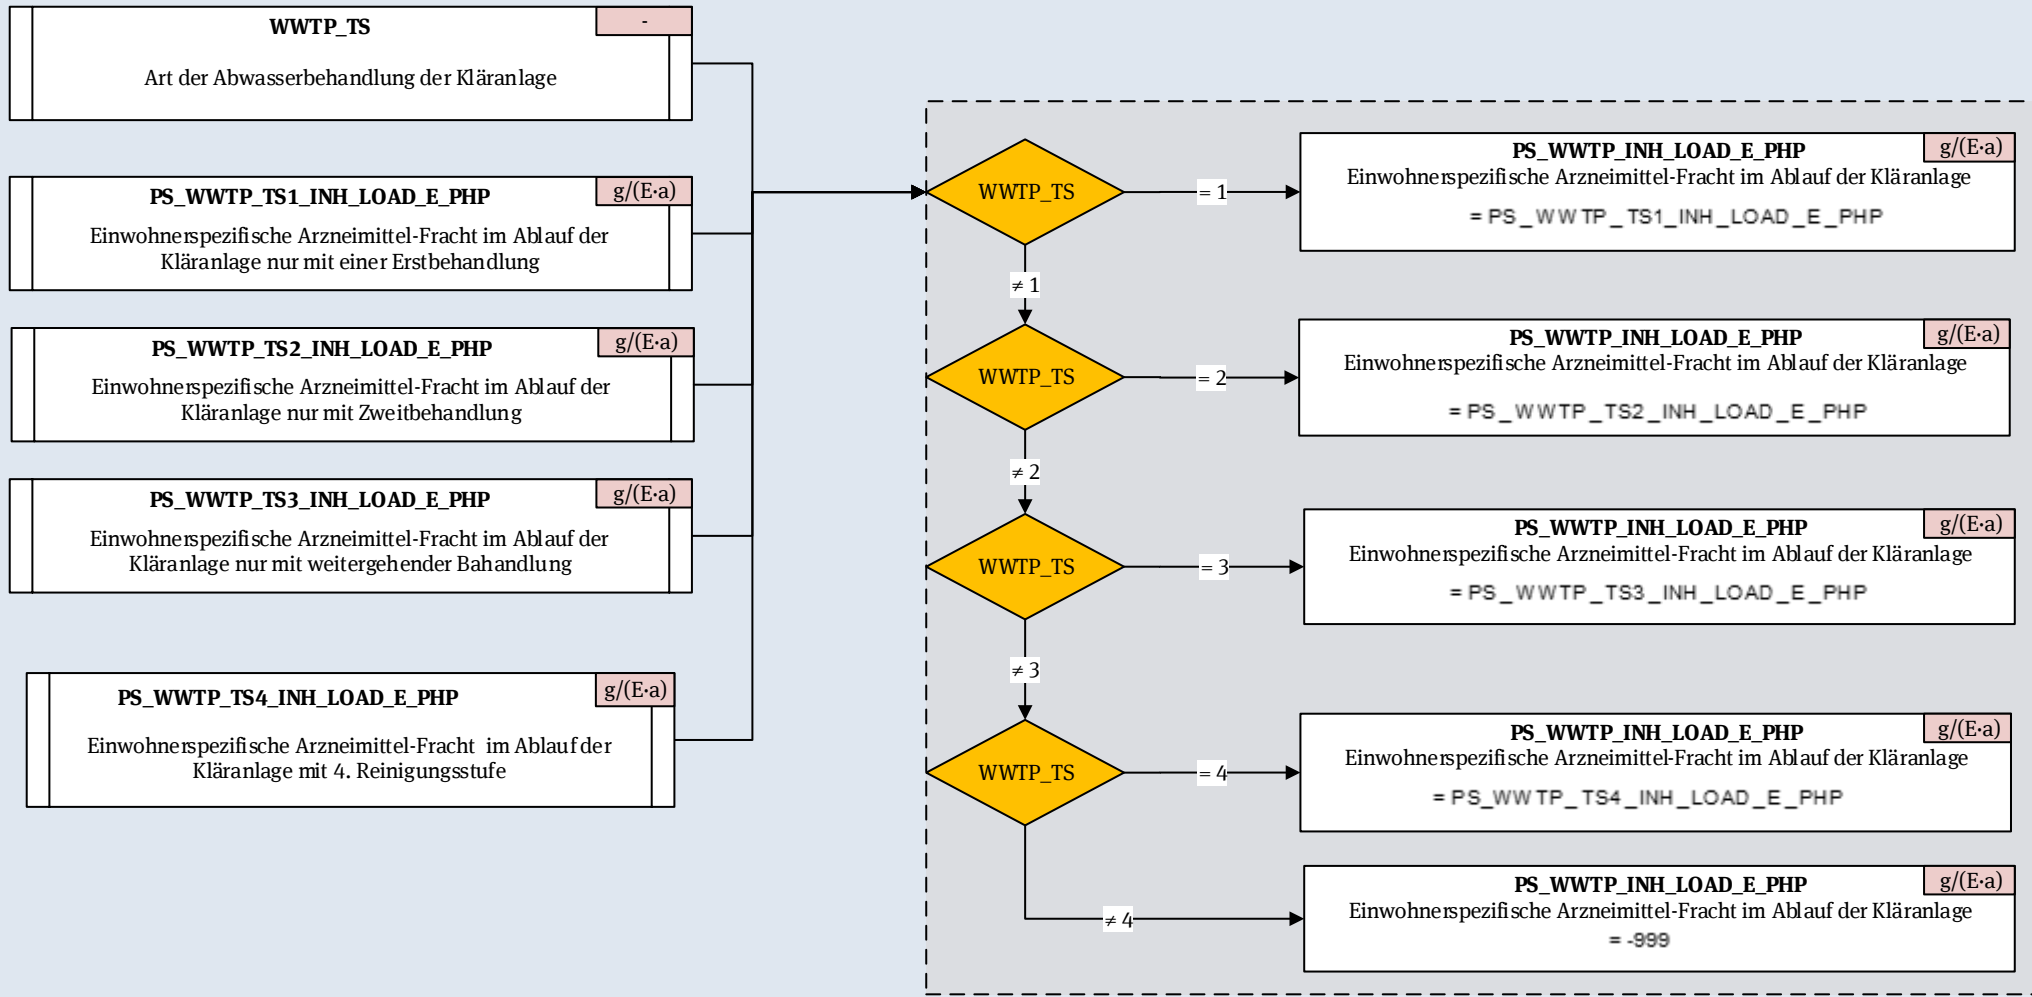 WWTP_TS
-
Art der Abwasserbehandlung der Kläranlage
PS_WWTP_TS1_INH_LOAD_E_PHP
g/(E·a)
Einwohnerspezifische Arzneimittel-Fracht im Ablauf der
Kläranlage nur mit einer Erstbehandlung
PS_WWTP_TS2_INH_LOAD_E_PHP
g/(E·a)
Einwohnerspezifische Arzneimittel-Fracht im Ablauf der
Kläranlage nur mit Zweitbehandlung
PS_WWTP_TS3_INH_LOAD_E_PHP
g/(E·a)
Einwohnerspezifische Arzneimittel-Fracht im Ablauf der
Kläranlage nur mit weitergehender Bahandlung
PS_WWTP_TS4_INH_LOAD_E_PHP
g/(E·a)
Einwohnerspezifische Arzneimittel-Fracht im Ablauf der
Kläranlage mit 4. Reinigungsstufe
WWTP_TS
= 1
PS_WWTP_INH_LOAD_E_PHP
g/(E·a)
Einwohnerspezifische Arzneimittel-Fracht im Ablauf der Kläranlage
= PS_WWTP_TS1_INH_LOAD_E_PHP
≠ 1
WWTP_TS
= 2
PS_WWTP_INH_LOAD_E_PHP
g/(E·a)
Einwohnerspezifische Arzneimittel-Fracht im Ablauf der Kläranlage
= PS_WWTP_TS2_INH_LOAD_E_PHP
≠ 2
WWTP_TS
= 3
PS_WWTP_INH_LOAD_E_PHP
g/(E·a)
Einwohnerspezifische Arzneimittel-Fracht im Ablauf der Kläranlage
= PS_WWTP_TS3_INH_LOAD_E_PHP
≠ 3
WWTP_TS
= 4
PS_WWTP_INH_LOAD_E_PHP
g/(E·a)
Einwohnerspezifische Arzneimittel-Fracht im Ablauf der Kläranlage
= PS_WWTP_TS4_INH_LOAD_E_PHP
≠ 4
PS_WWTP_INH_LOAD_E_PHP
g/(E·a)
Einwohnerspezifische Arzneimittel-Fracht im Ablauf der Kläranlage
= -999